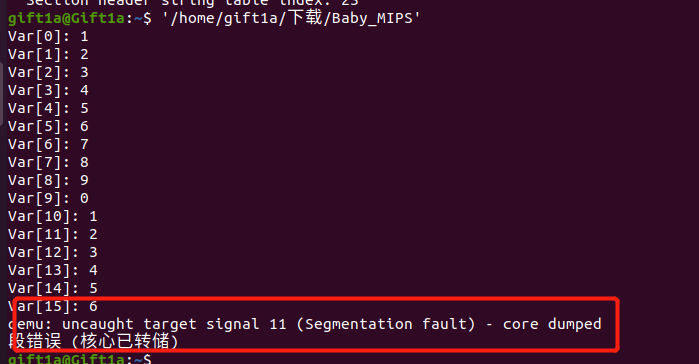 Section header string table index: 23
gift1a@Gift1a:~$ '/home/gift1a/下载/Baby_MIPS'
Var[0]: 1
Var[1]: 2
Var[2]: 3
Var[3]: 4
Var[4]: 5
Var[5]: 6
Var[6]: 7
Var[7]: 8
Var[8]: 9
Var[9]: 0
Var[10]: 1
Var[11]: 2
Var[12]: 3
Var[13]: 4
Var[14]: 5
Var[15]: 6
qemu: uncaught target signal 11 (Segmentation fault) - core dumped
段错误 (核心已转储)
gift1a@Gift1a:~$